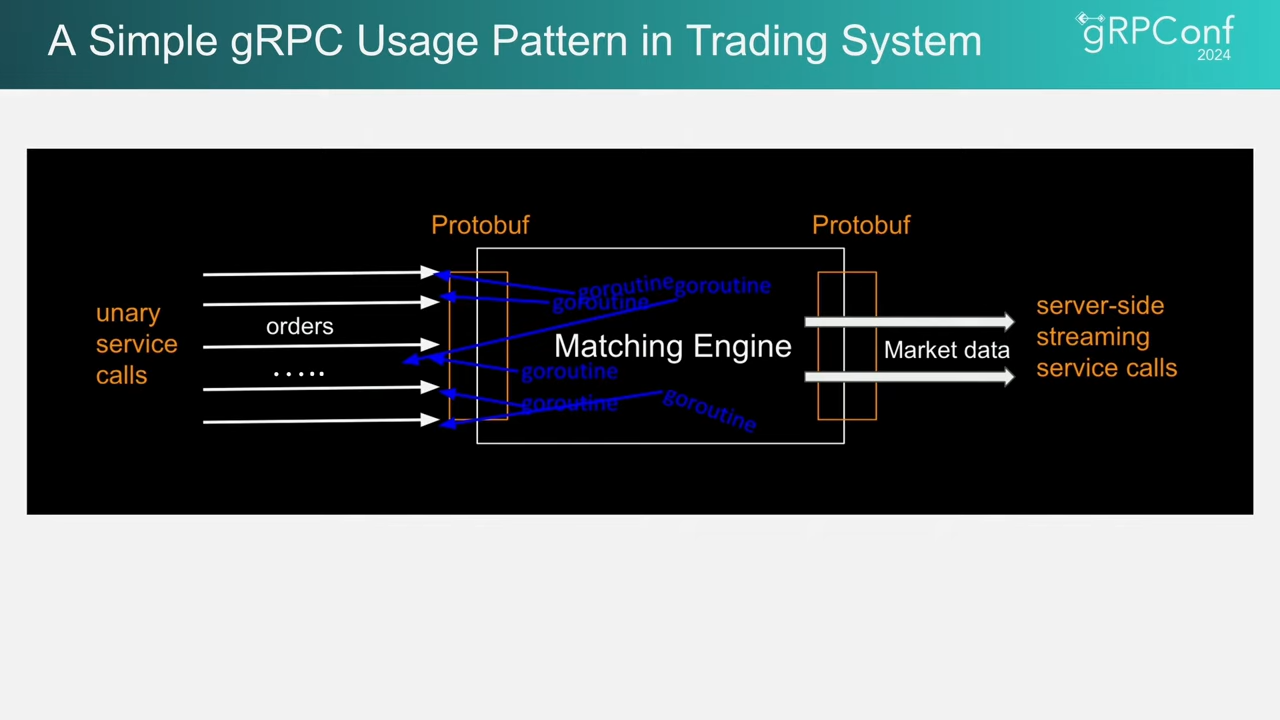 A Simple gRPC Usage Pattern in Trading System
gRPConf
2024
Protobuf
Protobuf
unary
service
calls
orders
.....
goroutine
goroutine
goroutine
Matching Engine
goroutine
goroutine
goroutine
Market data
server-side
streaming
service calls